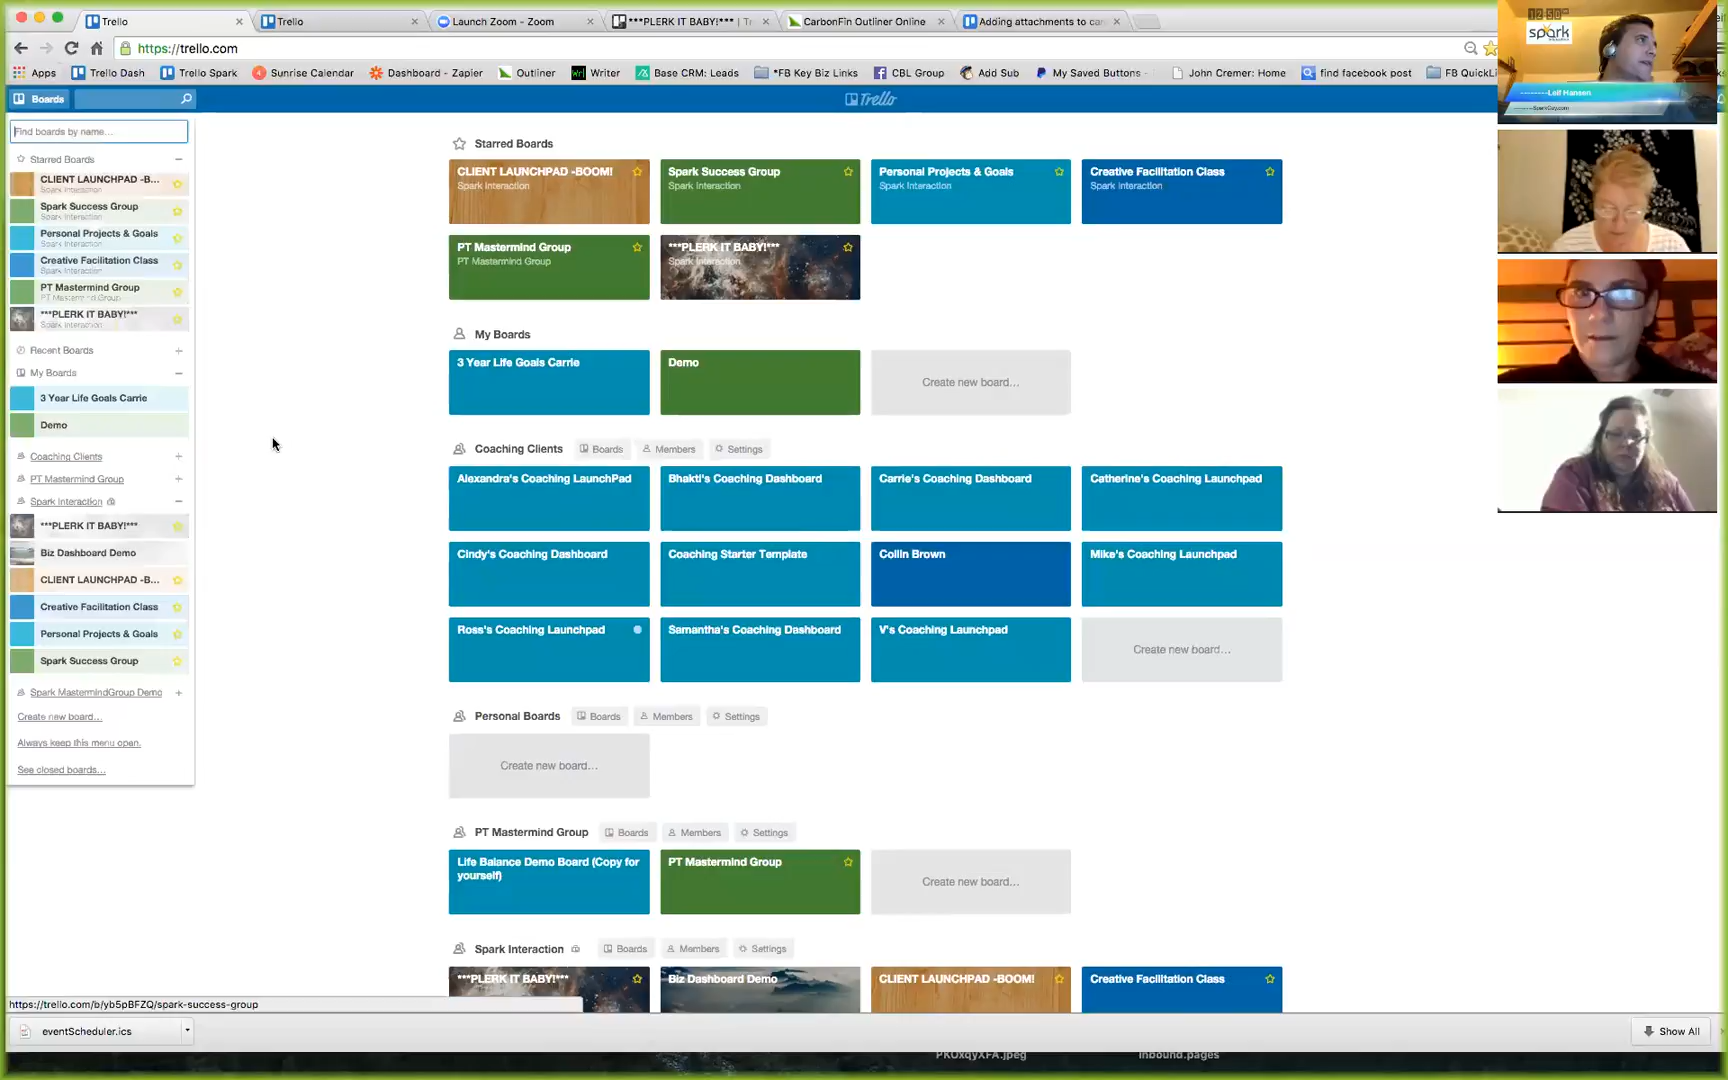 Trello
Trello
Launch Zoom - Zoom
***PLERK IT BABY!*** | Tr
CarbonFin Outliner Online
Adding attachments to car
https://trello.com
Apps
Trello Dash
Trello Spark
Sunrise Calendar
Dashboard - Zapier
Outliner
Writer
Base CRM: Leads
*FB Key Biz Links
CBL Group
Add Sub
My Saved Buttons -
John Cremer: Home
find facebook post
FB QuickLi
12:50
spark
Leif Hansen
SparkGuy.com
Boards
Trello
Find boards by name...
Starred Boards
CLIENT LAUNCHPAD -B...
Spark Interaction
Spark Success Group
Spark Interaction
Personal Projects & Goals
Spark Interaction
Creative Facilitation Class
Spark Interaction
PT Mastermind Group
PT Mastermind Group
***PLERK IT BABY!***
Spark Interaction
Recent Boards
My Boards
3 Year Life Goals Carrie
Demo
Coaching Clients
PT Mastermind Group
Spark Interaction
***PLERK IT BABY!***
Biz Dashboard Demo
CLIENT LAUNCHPAD -B...
Creative Facilitation Class
Personal Projects & Goals
Spark Success Group
Spark MastermindGroup Demo
Create new board...
Always keep this menu open.
See closed boards...
Starred Boards
CLIENT LAUNCHPAD -BOOM!
Spark Interaction
Spark Success Group
Spark Interaction
Personal Projects & Goals
Spark Interaction
Creative Facilitation Class
Spark Interaction
PT Mastermind Group
PT Mastermind Group
***PLERK IT BABY!***
Spark Interaction
My Boards
3 Year Life Goals Carrie
Demo
Create new board...
Coaching Clients
Boards
Members
Settings
Alexandra's Coaching LaunchPad
Bhakti's Coaching Dashboard
Carrie's Coaching Dashboard
Catherine's Coaching Launchpad
Cindy's Coaching Dashboard
Coaching Starter Template
Collin Brown
Mike's Coaching Launchpad
Ross's Coaching Launchpad
Samantha's Coaching Dashboard
V's Coaching Launchpad
Create new board...
Personal Boards
Boards
Members
Settings
Create new board...
PT Mastermind Group
Boards
Members
Settings
Life Balance Demo Board (Copy for
yourself)
PT Mastermind Group
Create new board...
Spark Interaction
Boards
Members
Settings
***PLERK IT BABY!***
Biz Dashboard Demo
CLIENT LAUNCHPAD -BOOM!
Creative Facilitation Class
https://trello.com/b/yb5pBFZQ/spark-success-group
eventScheduler.ics
Show All
PKOxqyXFA.jpeg
inbound.pages